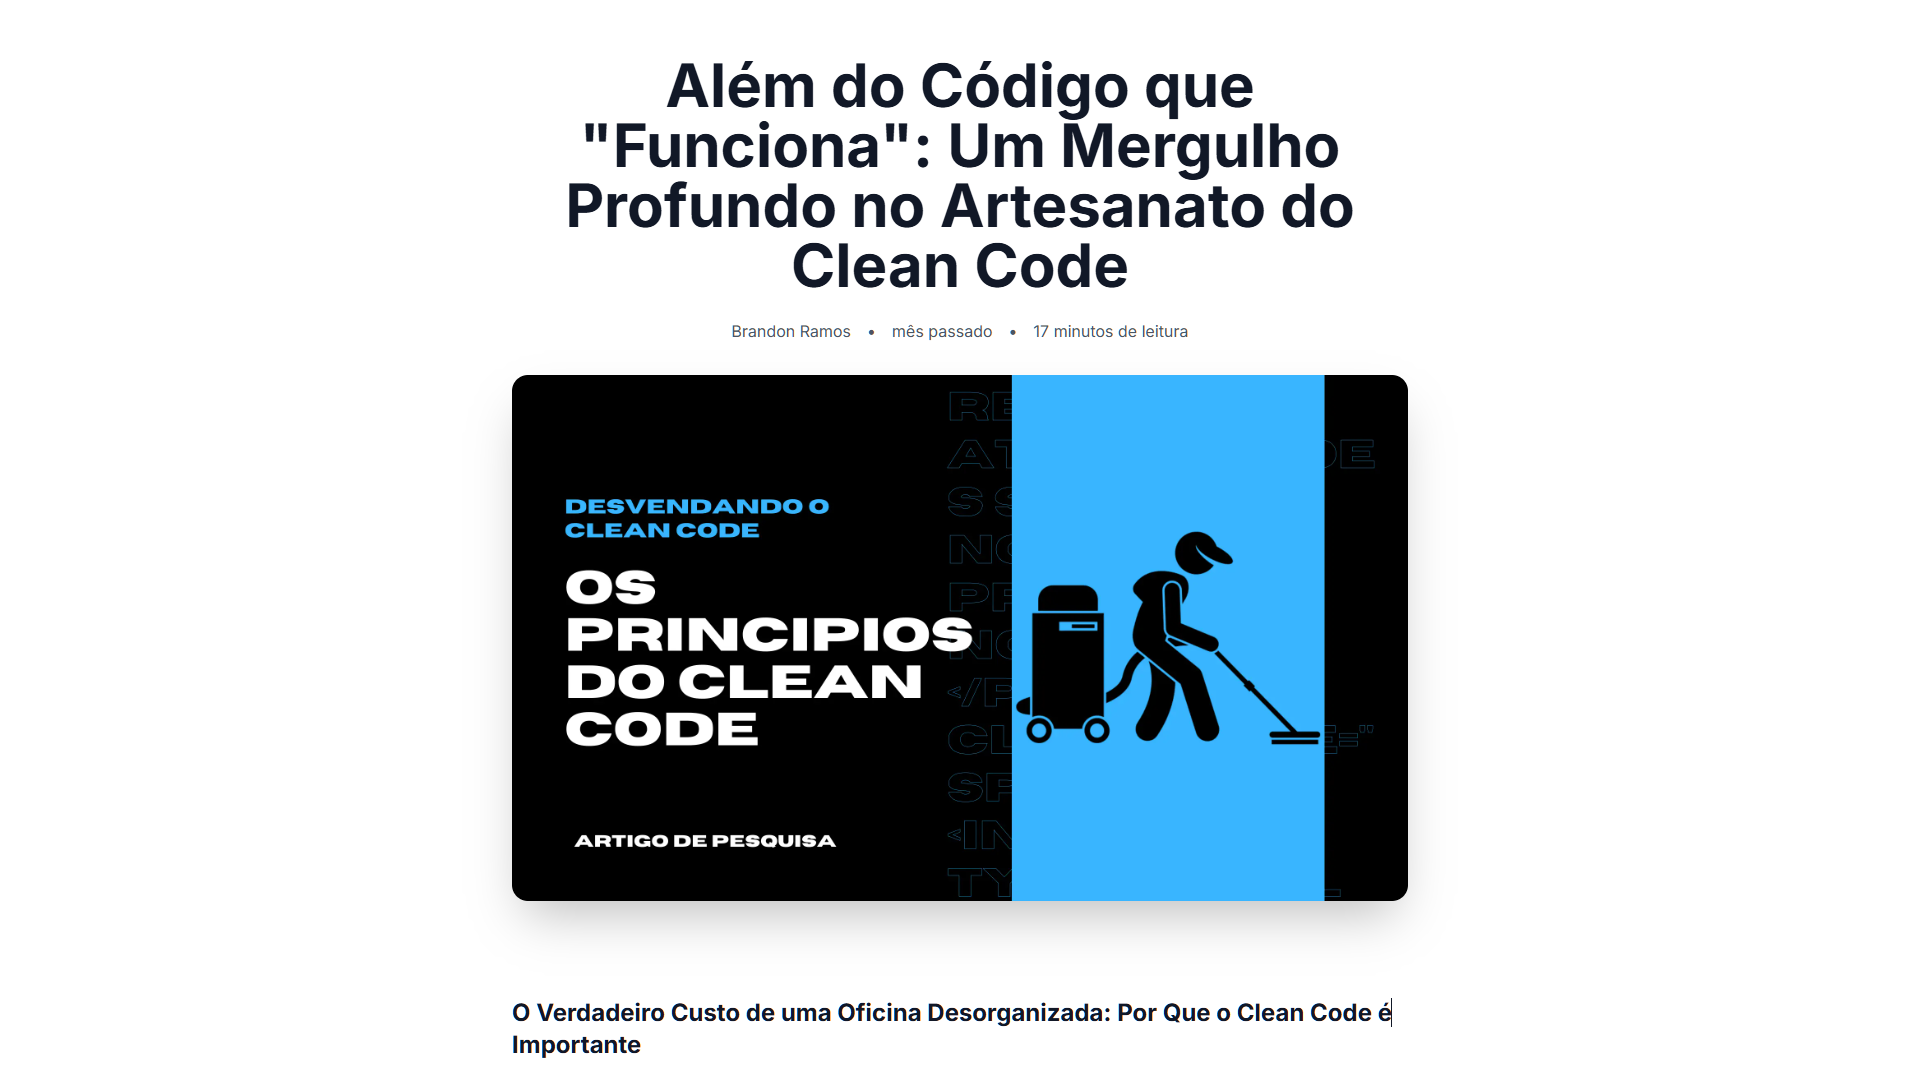 Além do Código que
"Funciona": Um Mergulho
Profundo no Artesanato do
Clean Code
Brandon Ramos • mês passado • 17 minutos de leitura
DESVENDANDO O
CLEAN CODE
OS
PRINCIPIOS
DO CLEAN
CODE
ARTIGO DE PESQUISA
O Verdadeiro Custo de uma Oficina Desorganizada: Por Que o Clean Code é
Importante